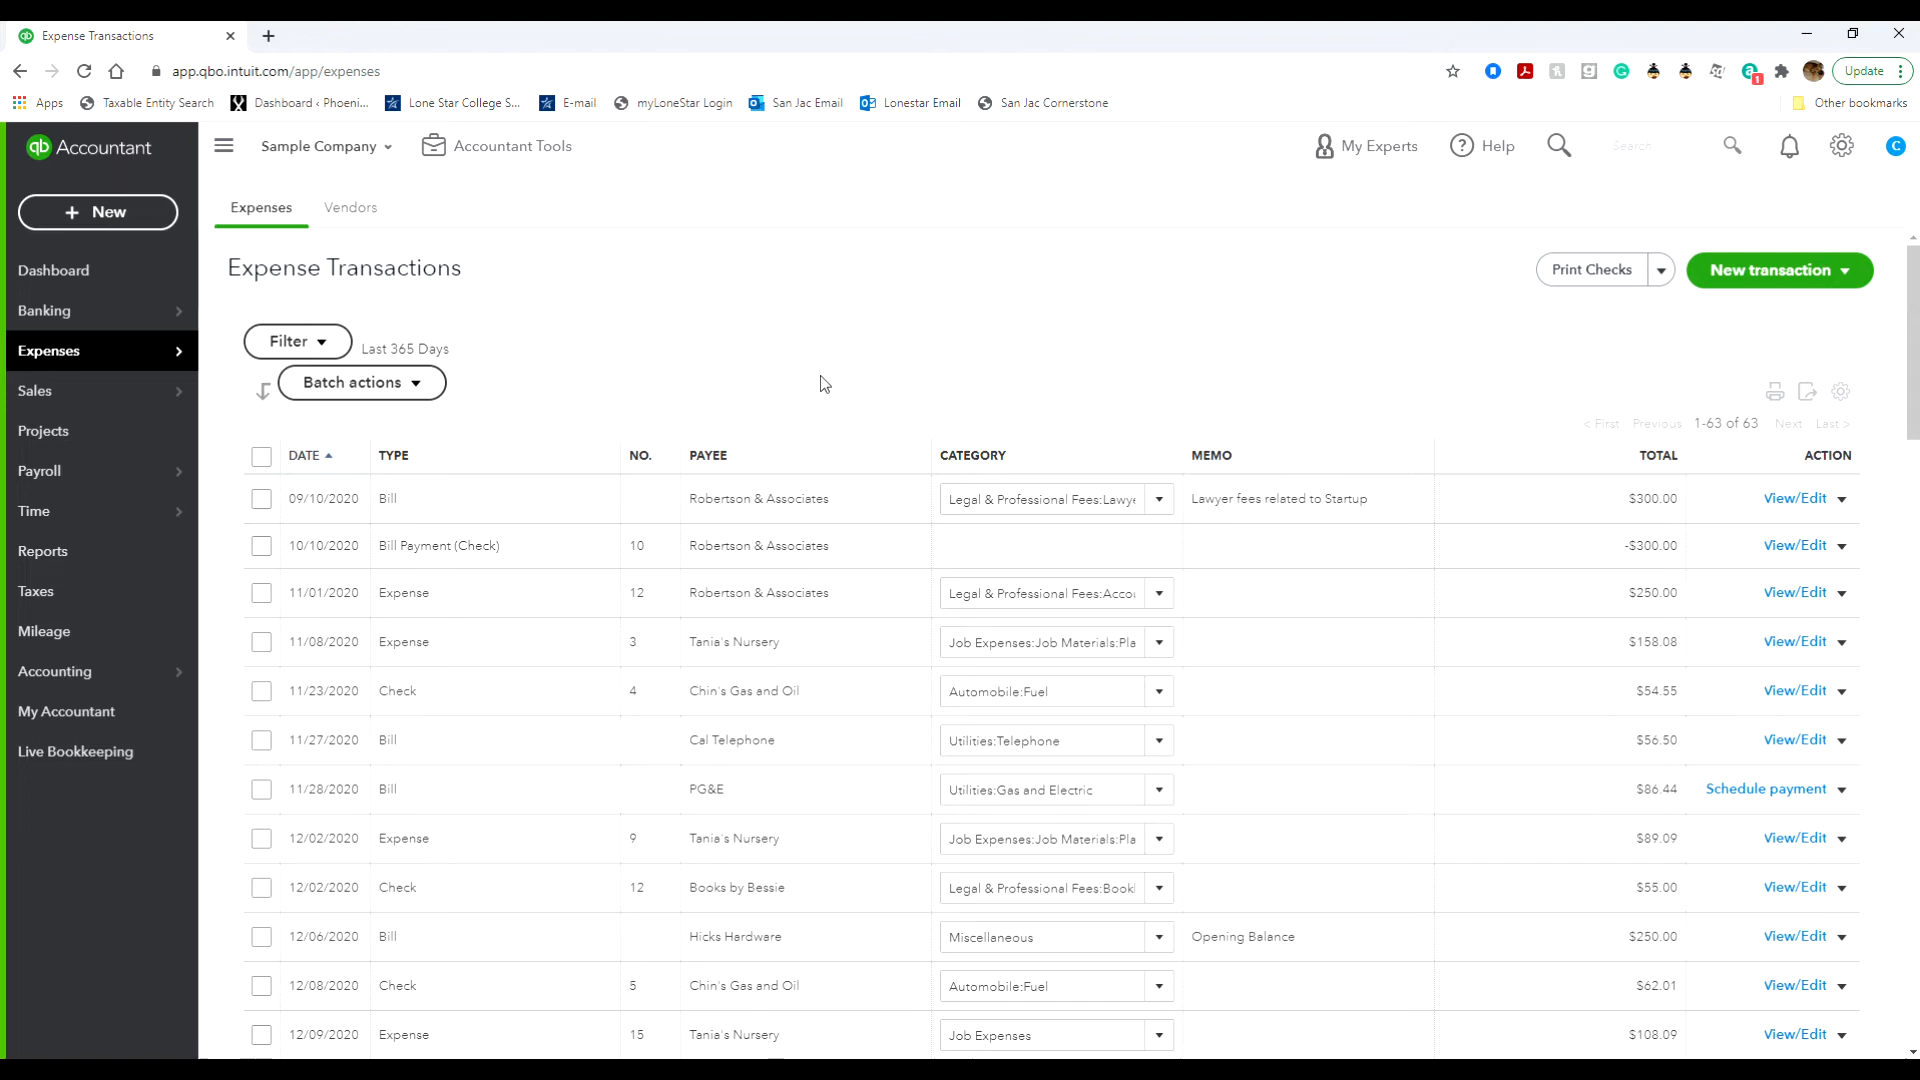 Expense Transactions
app.qbo.intuit.com/app/expenses
Update
Apps
Taxable Entity Search
Dashboard ‹ Phoeni...
Lone Star College S...
E-mail
myLoneStar Login
San Jac Email
Lonestar Email
San Jac Cornerstone
Other bookmarks
qb Accountant
Sample Company
Accountant Tools
My Experts
Help
Search
C
+ New
Dashboard
Banking
Expenses
Sales
Projects
Payroll
Time
Reports
Taxes
Mileage
Accounting
My Accountant
Live Bookkeeping
Expenses Vendors
Expense Transactions
Print Checks
New transaction
Filter
Last 365 Days
Batch actions
< First Previous 1-63 of 63 Next Last >
DATE TYPE NO. PAYEE CATEGORY MEMO TOTAL ACTION
09/10/2020 Bill Robertson & Associates Legal & Professional Fees:Lawye Lawyer fees related to Startup $300.00 View/Edit
10/10/2020 Bill Payment (Check) 10 Robertson & Associates -$300.00 View/Edit
11/01/2020 Expense 12 Robertson & Associates Legal & Professional Fees:Accou $250.00 View/Edit
11/08/2020 Expense 3 Tania's Nursery Job Expenses:Job Materials:Pla $158.08 View/Edit
11/23/2020 Check 4 Chin's Gas and Oil Automobile:Fuel $54.55 View/Edit
11/27/2020 Bill Cal Telephone Utilities:Telephone $56.50 View/Edit
11/28/2020 Bill PG&E Utilities:Gas and Electric $86.44 Schedule payment
12/02/2020 Expense 9 Tania's Nursery Job Expenses:Job Materials:Pla $89.09 View/Edit
12/02/2020 Check 12 Books by Bessie Legal & Professional Fees:Book $55.00 View/Edit
12/06/2020 Bill Hicks Hardware Miscellaneous Opening Balance $250.00 View/Edit
12/08/2020 Check 5 Chin's Gas and Oil Automobile:Fuel $62.01 View/Edit
12/09/2020 Expense 15 Tania's Nursery Job Expenses $108.09 View/Edit